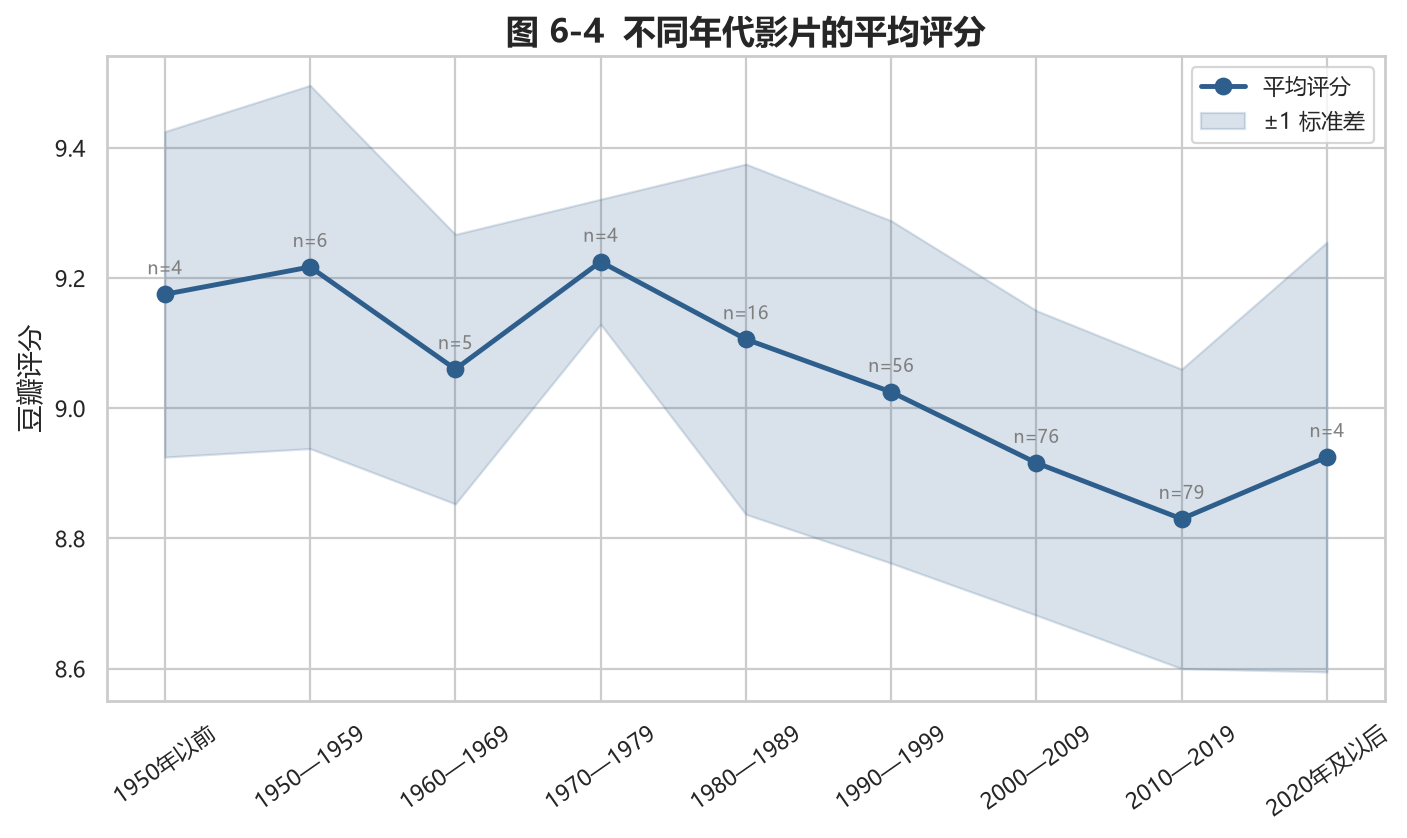 图 6-4 不同年代影片的平均评分
平均评分
±1 标准差
豆瓣评分
9.4
9.2
9.0
8.8
8.6
n=4
n=6
n=5
n=4
n=16
n=56
n=76
n=79
n=4
1950年以前
1950—1959
1960—1969
1970—1979
1980—1989
1990—1999
2000—2009
2010—2019
2020年及以后